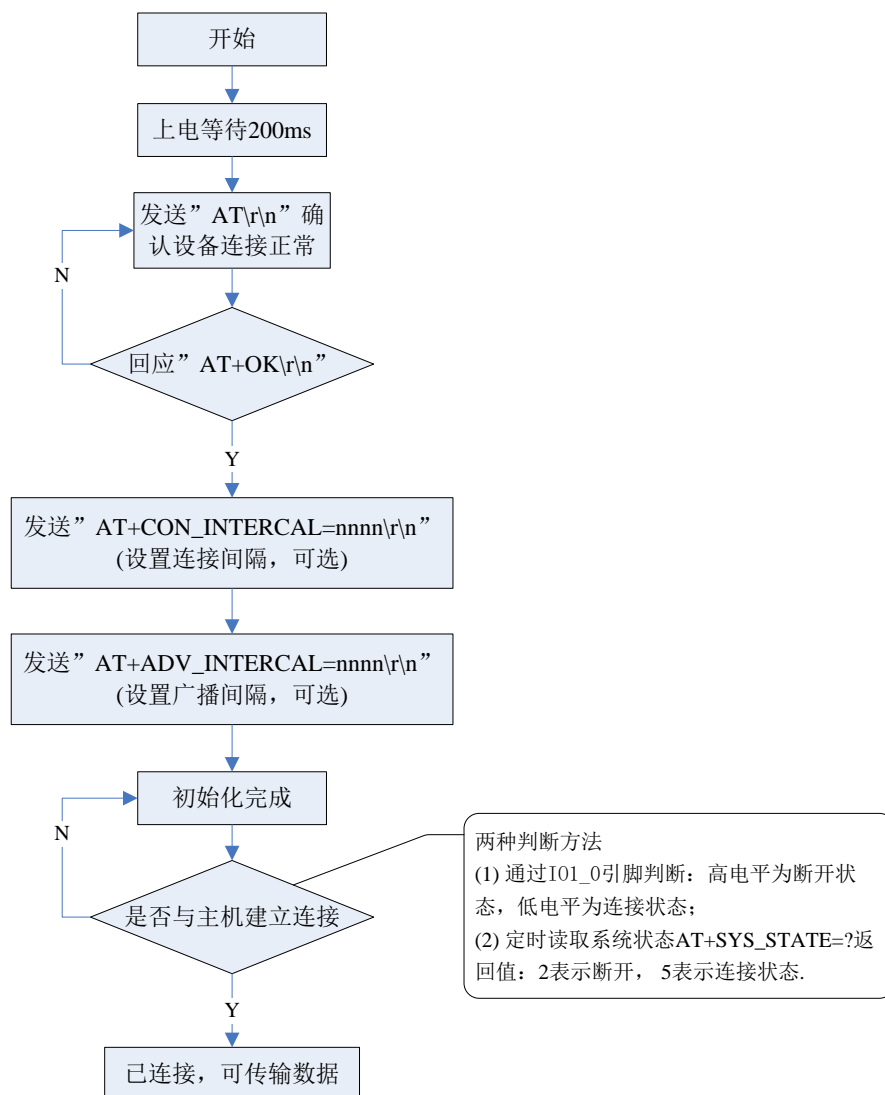 开始
上电等待200ms
发送”AT\r\n”确
认设备连接正常
N
回应”AT+OK\r\n”
Y
发送”AT+CON_INTERCAL=nnnn\r\n”
(设置连接间隔，可选)
发送”AT+ADV_INTERCAL=nnnn\r\n”
(设置广播间隔，可选)
初始化完成
N
是否与主机建立连接
两种判断方法
(1) 通过IO1_0引脚判断：高电平为断开状
态，低电平为连接状态；
(2) 定时读取系统状态AT+SYS_STATE=?返
回值：2表示断开， 5表示连接状态.
Y
已连接，可传输数据